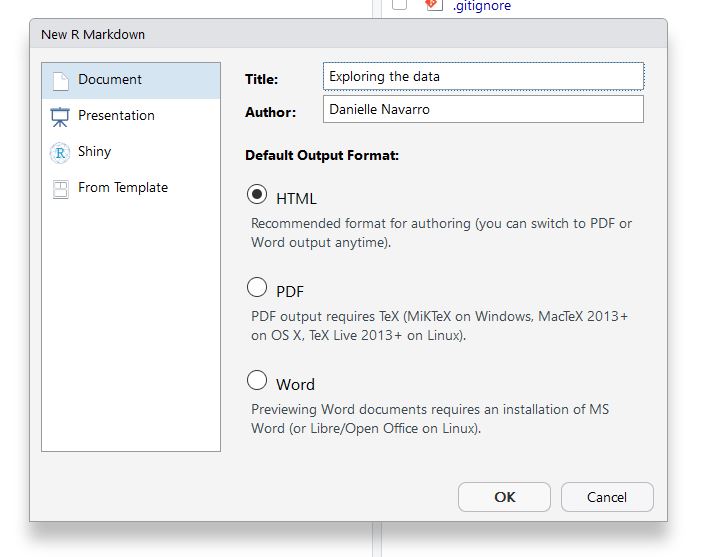 .gitignore
New R Markdown
Document
Presentation
Shiny
From Template
Title:
Exploring the data
Author:
Danielle Navarro
Default Output Format:
HTML
Recommended format for authoring (you can switch to PDF or
Word output anytime).
PDF
PDF output requires TeX (MiKTeX on Windows, MacTeX 2013+
on OS X, TeX Live 2013+ on Linux).
Word
Previewing Word documents requires an installation of MS
Word (or Libre/Open Office on Linux).
OK
Cancel